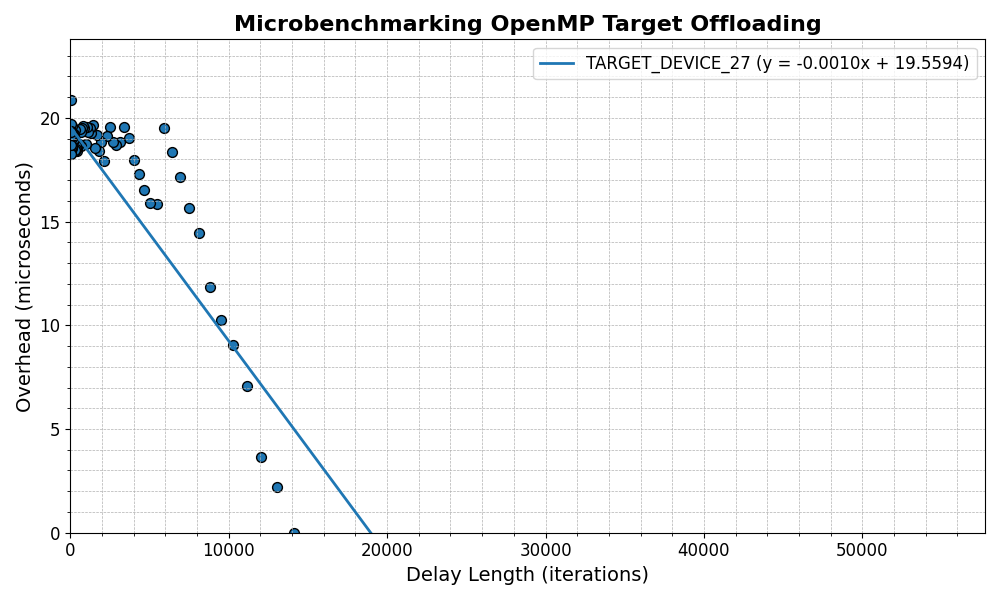 Microbenchmarking OpenMP Target Offloading
TARGET_DEVICE_27 (y = -0.0010x + 19.5594)
Overhead (microseconds)
20
15
10
5
0
0 10000 20000 30000 40000 50000
Delay Length (iterations)